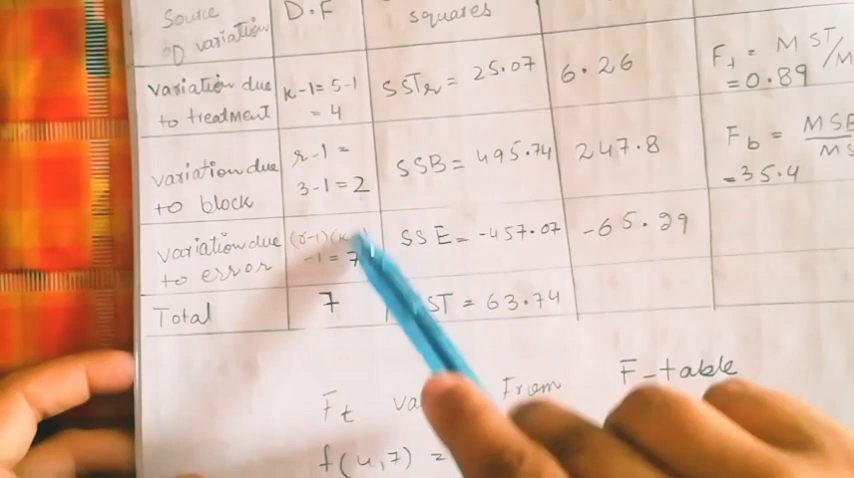 Source
OD variation
D.F
squares
variation due
to treatment
k-1=5-1
= 4
SSTr = 25.07
6.26
Ft = MST/M
=0.89
variation due
to block
r-1=
3-1=2
SSB= 495.74
247.8
Fb = MSE
MS
=35.4
variation due
to error
(r-1)(k
-1=7
SSE=-457.07
-65.29
Total
7
ST = 63.74
Ft va From F-table
f(4,7) =